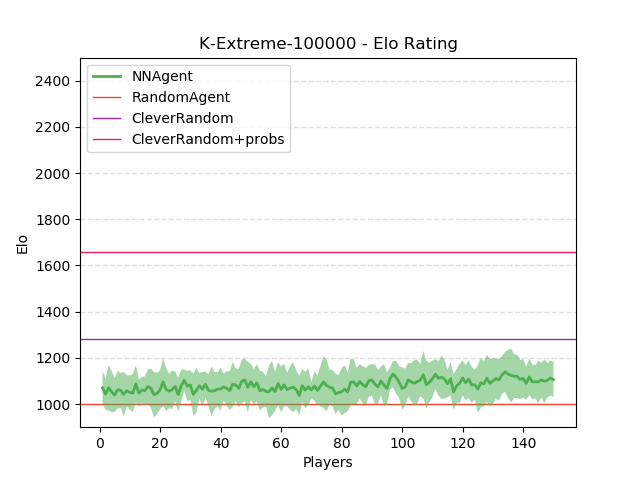 K-Extreme-100000 - Elo Rating
NNAgent
RandomAgent
CleverRandom
CleverRandom+probs
2400
2200
2000
1800
1600
1400
1200
1000
Elo
0 20 40 60 80 100 120 140
Players